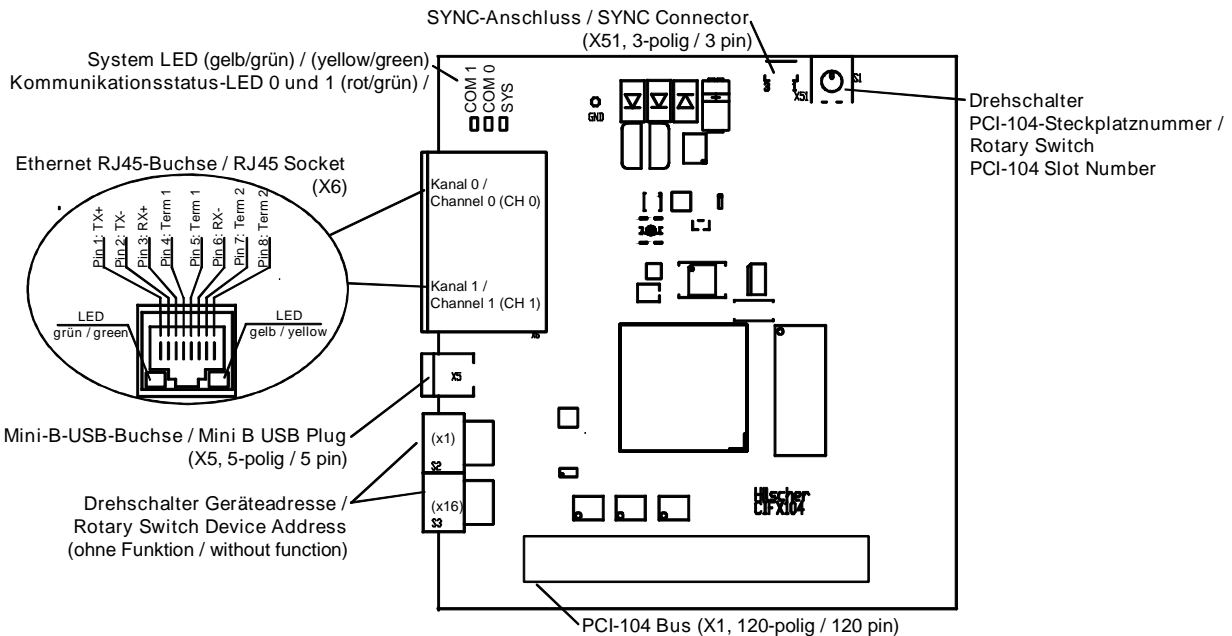 SYNC-Anschluss / SYNC Connector
(X51, 3-polig / 3 pin)
System LED (gelb/grün) / (yellow/green)
Kommunikationsstatus-LED 0 und 1 (rot/grün) /
COM 1
COM 0
SYS
GND
X51
S1
Drehschalter
PCI-104-Steckplatznummer /
Rotary Switch
PCI-104 Slot Number
Ethernet RJ45-Buchse / RJ45 Socket
(X6)
Pin 1: TX+
Pin 2: TX-
Pin 3: RX+
Pin 4: Term 1
Pin 5: Term 1
Pin 6: RX-
Pin 7: Term 2
Pin 8: Term 2
LED
grün / green
LED
gelb / yellow
Kanal 0 /
Channel 0 (CH 0)
Kanal 1 /
Channel 1 (CH 1)
X6
X5
Mini-B-USB-Buchse / Mini B USB Plug
(X5, 5-polig / 5 pin)
(x1)
S2
(x16)
S3
Drehschalter Geräteadresse /
Rotary Switch Device Address
(ohne Funktion / without function)
Hilscher
CIFX104
PCI-104 Bus (X1, 120-polig / 120 pin)